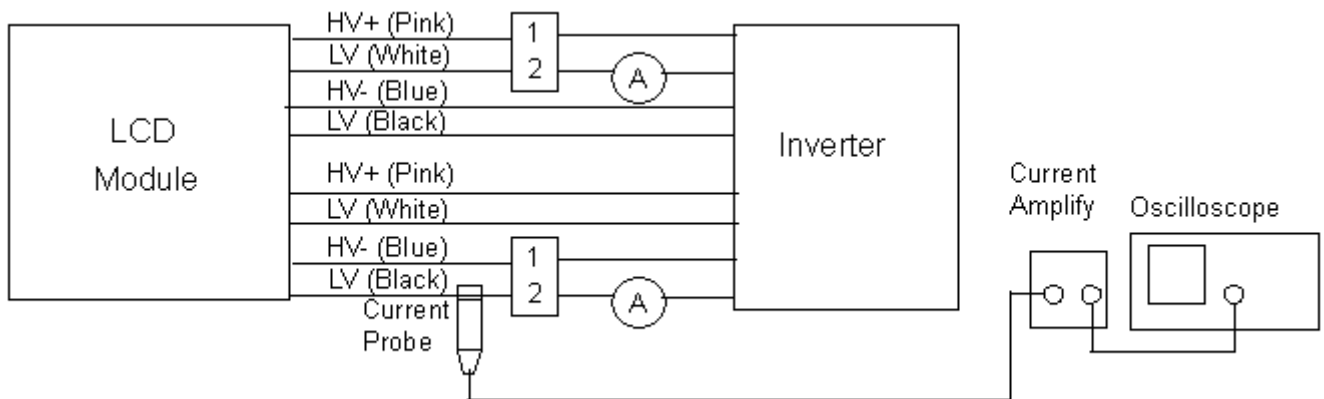 HV+ (Pink)
1
LV (White)
2
A
HV- (Blue)
LV (Black)
LCD
Module
Inverter
HV+ (Pink)
LV (White)
HV- (Blue)
1
LV (Black)
2
A
Current
Probe
Current
Amplify
Oscilloscope